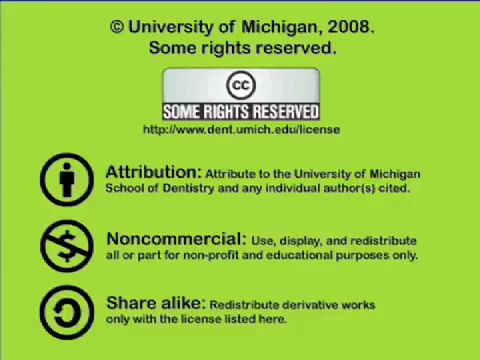 © University of Michigan, 2008.
Some rights reserved.
cc
SOME RIGHTS RESERVED
http://www.dent.umich.edu/license
Attribution: Attribute to the University of Michigan
School of Dentistry and any individual author(s) cited.
$
Noncommercial: Use, display, and redistribute
all or part for non-profit and educational purposes only.
Share alike: Redistribute derivative works
only with the license listed here.